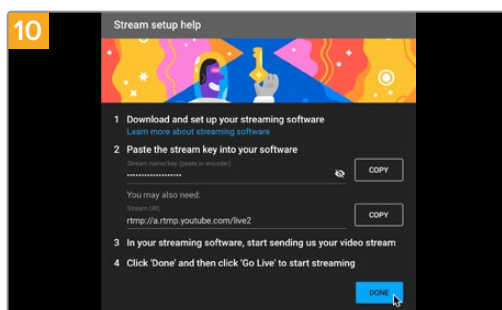 10
Stream setup help
1 Download and set up your streaming software
Learn more about streaming software
2 Paste the stream key into your software
Stream name/key (paste in encoder)
••••••••••••••••••••
COPY
You may also need:
Stream URL
rtmp://a.rtmp.youtube.com/live2
COPY
3 In your streaming software, start sending us your video stream
4 Click 'Done' and then click 'Go Live' to start streaming
DONE